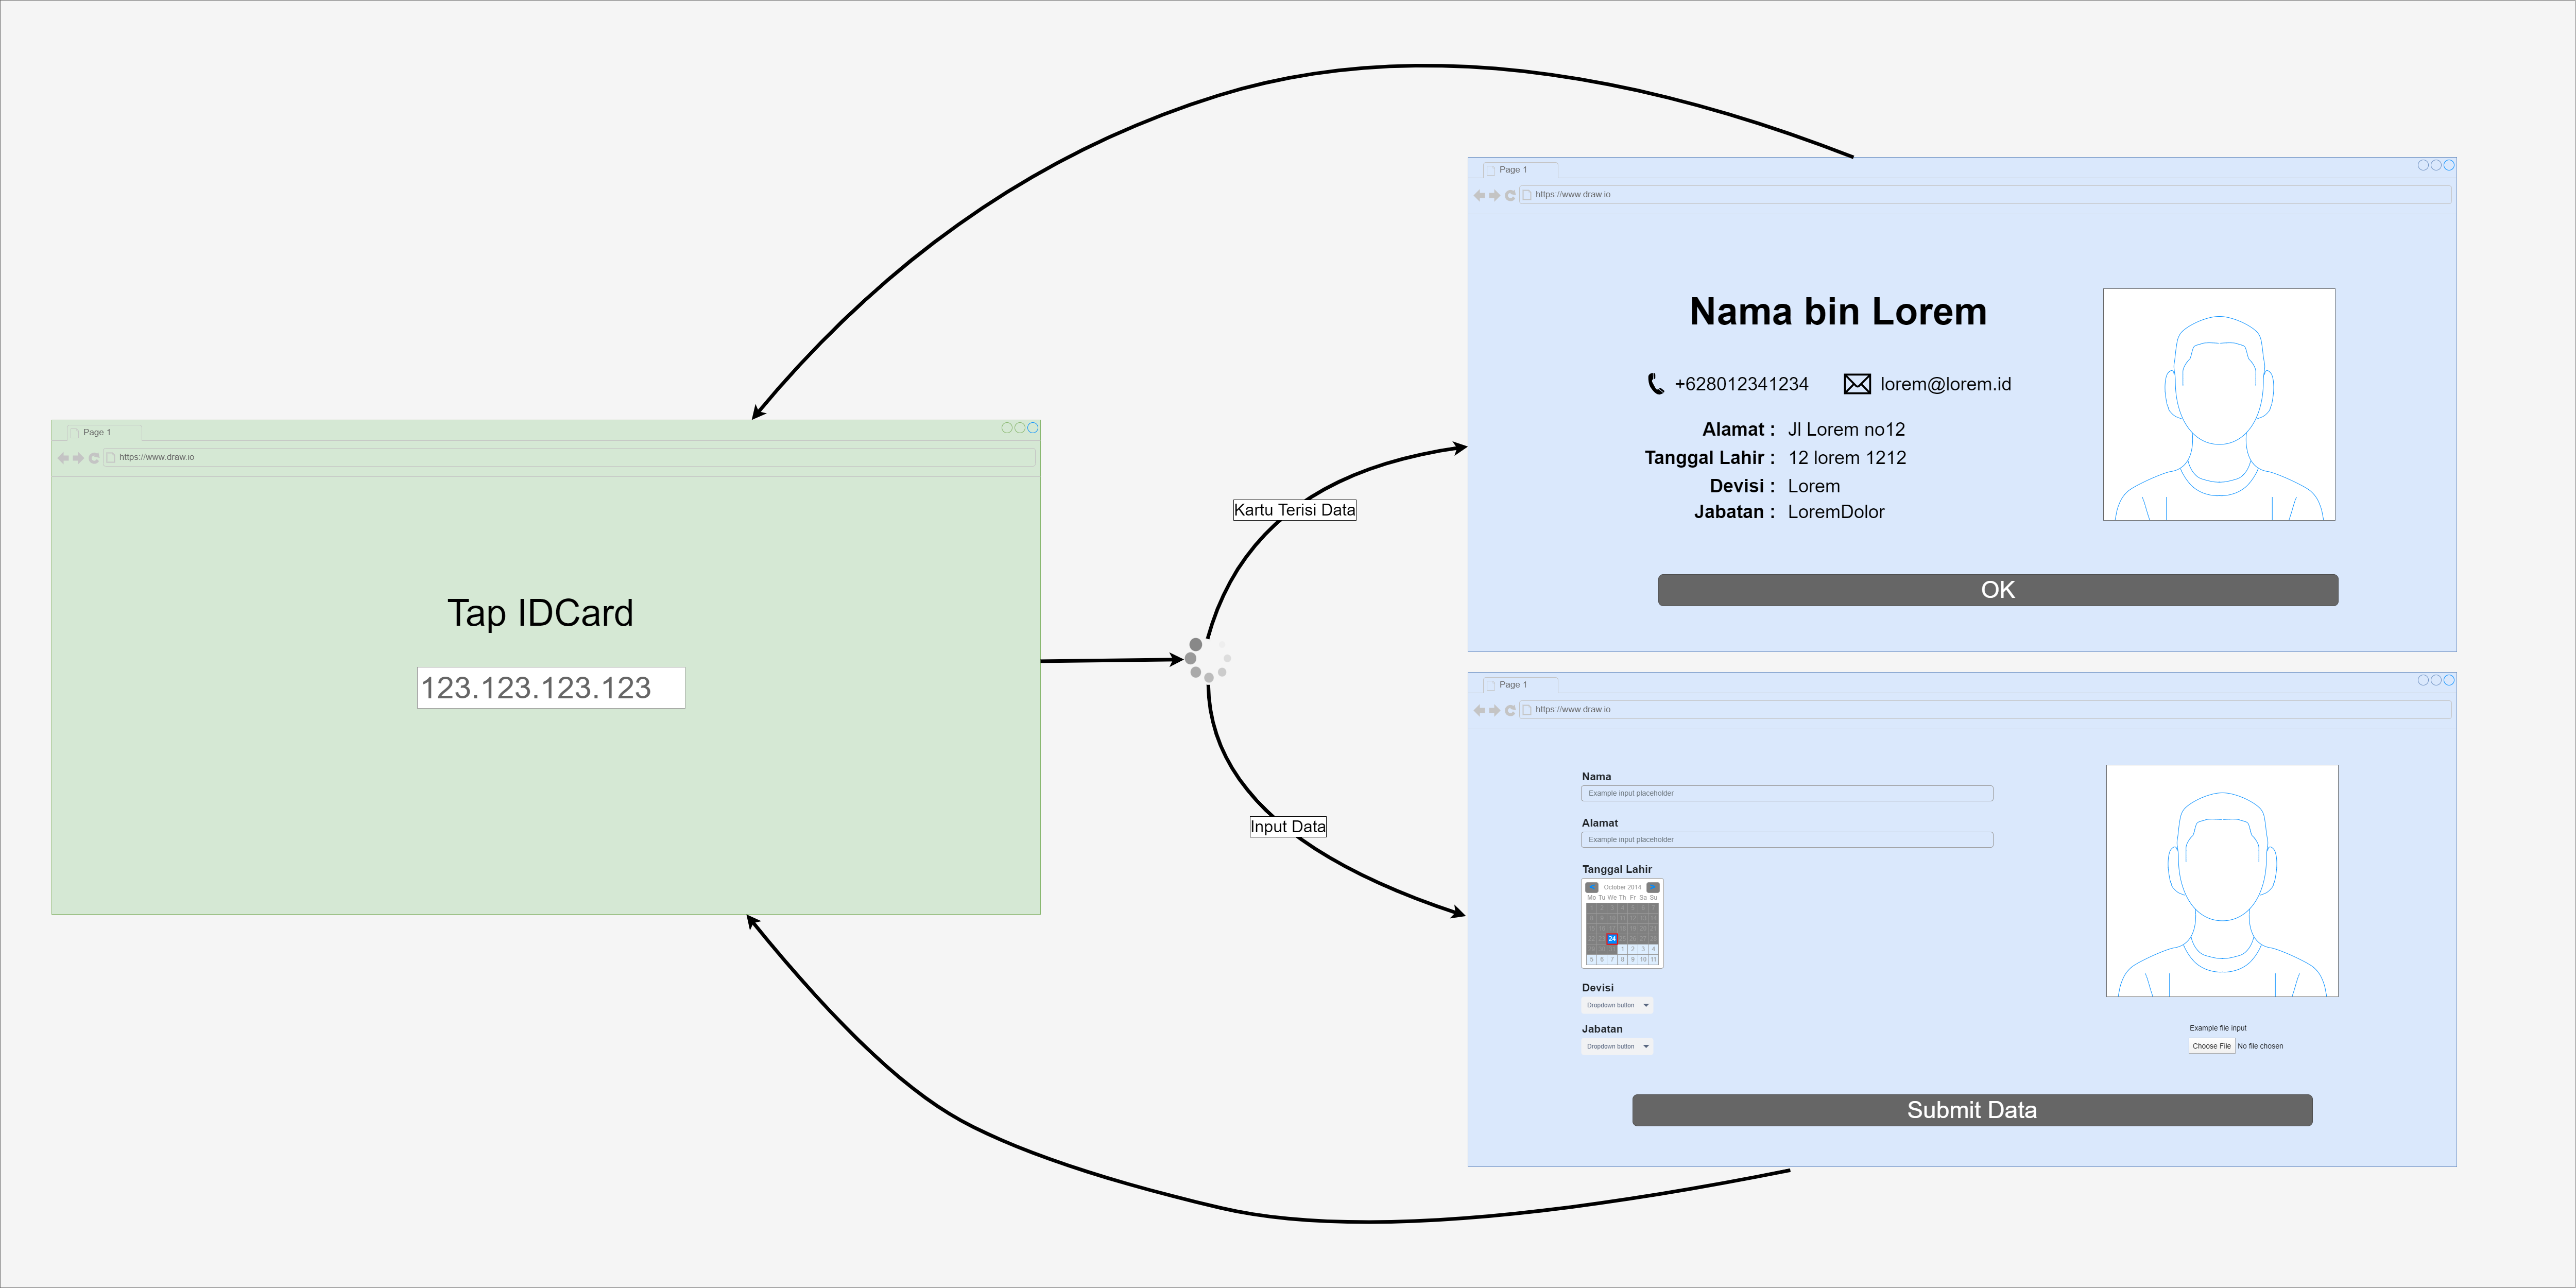 Page 1
https://www.draw.io
Tap IDCard
123.123.123.123
Kartu Terisi Data
Input Data
Page 1
https://www.draw.io
Nama bin Lorem
+628012341234 lorem@lorem.id
Alamat : Jl Lorem no12
Tanggal Lahir : 12 lorem 1212
Devisi : Lorem
Jabatan : LoremDolor
OK
Page 1
https://www.draw.io
Nama
Example input placeholder
Alamat
Example input placeholder
Tanggal Lahir
< October 2014 >
Mo Tu We Th Fr Sa Su
24
1 2 3 4
5 6 7 8 9 10 11
Devisi
Dropdown button
Jabatan
Dropdown button
Example file input
Choose File No file chosen
Submit Data